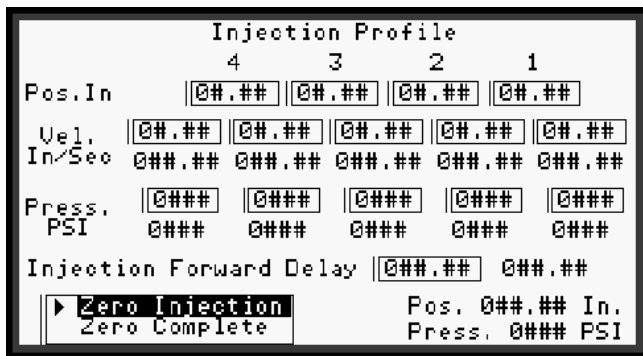 Injection Profile
4 3 2 1
Pos.In 0#.## 0#.## 0#.## 0#.##
Vel. 0#.## 0#.## 0#.## 0#.## 0#.##
In/Sec 0##.## 0##.## 0##.## 0##.## 0##.##
Press. 0### 0### 0### 0### 0###
PSI 0### 0### 0### 0### 0###
Injection Forward Delay 0##.## 0##.##
Zero Injection Pos. 0##.## In.
Zero Complete Press. 0### PSI